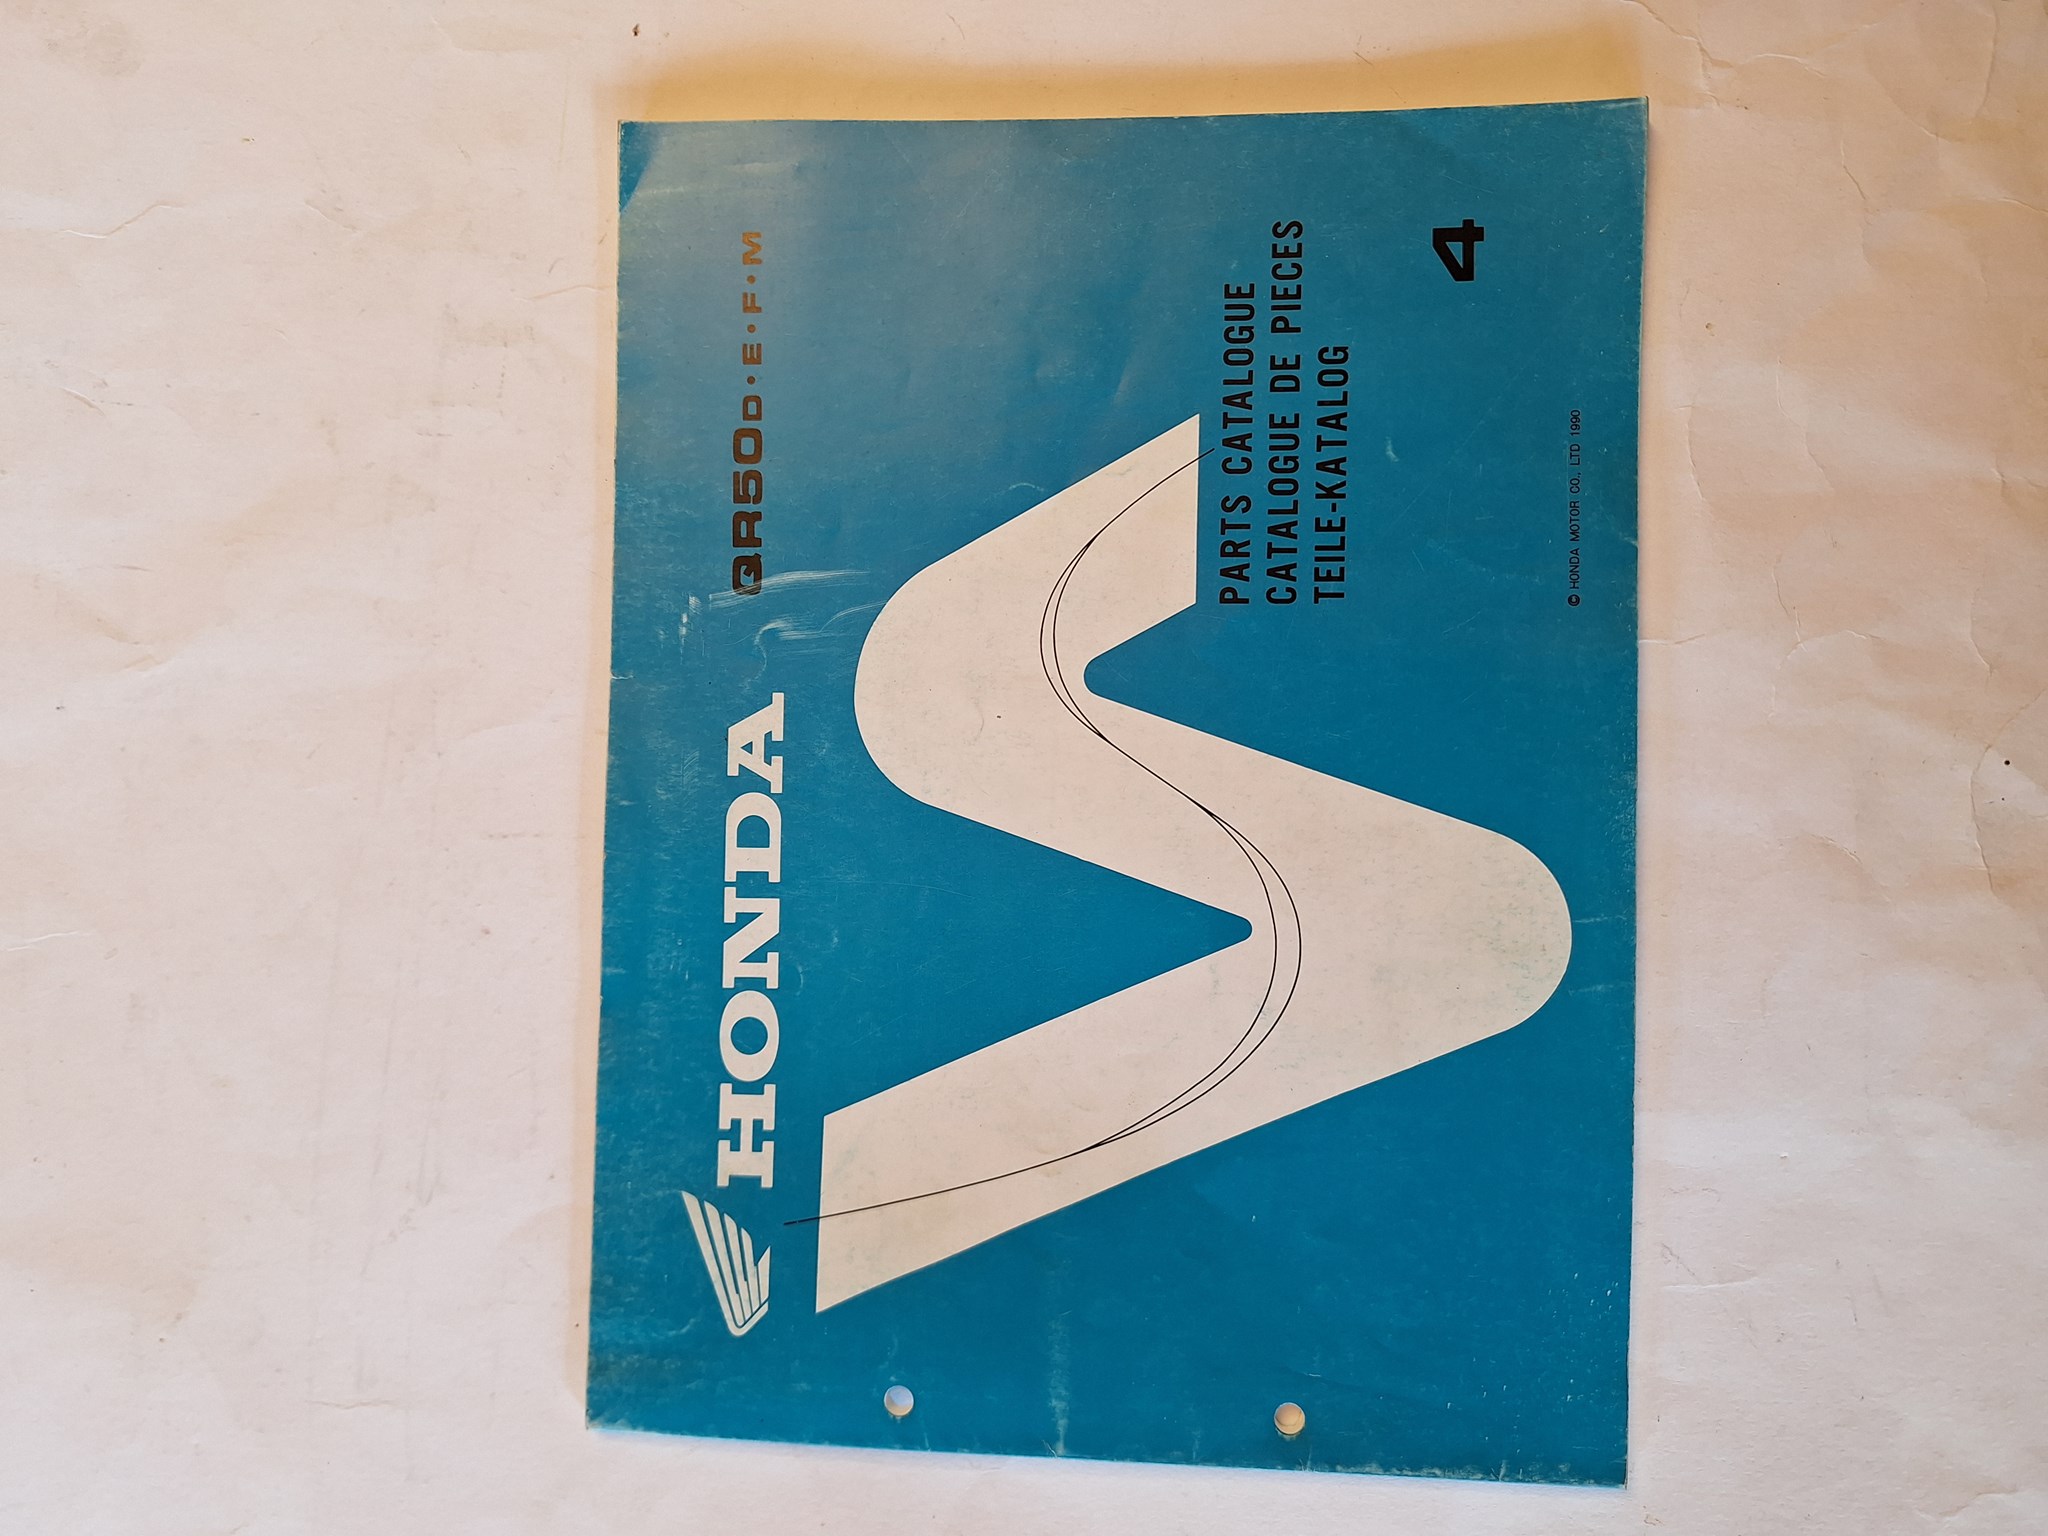 HONDA
QR50D·E·F·M
PARTS CATALOGUE
CATALOGUE DE PIECES
TEILE-KATALOG
4
© HONDA MOTOR CO., LTD 1990